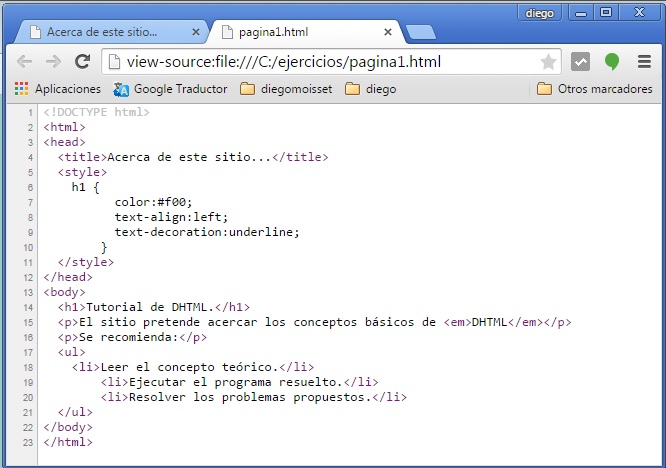 diego
Acerca de este sitio...
pagina1.html
view-source:file:///C:/ejercicios/pagina1.html
Aplicaciones Google Traductor diegomoisset diego Otros marcadores
1 <!DOCTYPE html>
2 <html>
3 <head>
4 <title>Acerca de este sitio...</title>
5 <style>
6 h1 {
7 color:#f00;
8 text-align:left;
9 text-decoration:underline;
10 }
11 </style>
12 </head>
13 <body>
14 <h1>Tutorial de DHTML.</h1>
15 <p>El sitio pretende acercar los conceptos básicos de <em>DHTML</em></p>
16 <p>Se recomienda:</p>
17 <ul>
18 <li>Leer el concepto teórico.</li>
19 <li>Ejecutar el programa resuelto.</li>
20 <li>Resolver los problemas propuestos.</li>
21 </ul>
22 </body>
23 </html>